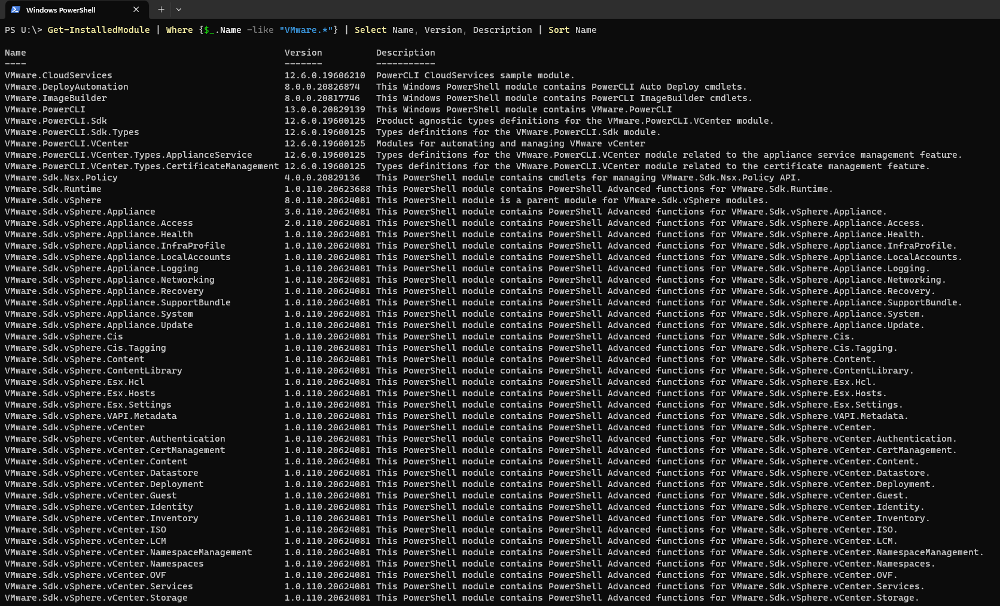 Windows PowerShell
PS U:\> Get-InstalledModule | Where {$_.Name -like "VMware.*"} | Select Name, Version, Description | Sort Name
Name Version Description
---- ------- -----------
VMware.CloudServices 12.6.0.19606210 PowerCLI CloudServices sample module.
VMware.DeployAutomation 8.0.0.20826874 This Windows PowerShell module contains PowerCLI Auto Deploy cmdlets.
VMware.ImageBuilder 8.0.0.20817746 This Windows PowerShell module contains PowerCLI ImageBuilder cmdlets.
VMware.PowerCLI 13.0.0.20829139 This Windows PowerShell module contains VMware.PowerCLI
VMware.PowerCLI.Sdk 12.6.0.19600125 Product agnostic types definitions for the VMware.PowerCLI.VCenter module.
VMware.PowerCLI.Sdk.Types 12.6.0.19600125 Types definitions for the VMware.PowerCLI.Sdk module.
VMware.PowerCLI.VCenter 12.6.0.19600125 Modules for automating and managing VMware vCenter
VMware.PowerCLI.VCenter.Types.ApplianceService 12.6.0.19600125 Types definitions for the VMware.PowerCLI.VCenter module related to the appliance service management feature.
VMware.PowerCLI.VCenter.Types.CertificateManagement 12.6.0.19600125 Types definitions for the VMware.PowerCLI.VCenter module related to the certificate management feature.
VMware.Sdk.Nsx.Policy 4.0.0.20829136 This PowerShell module contains cmdlets for managing VMware.Sdk.Nsx.Policy API.
VMware.Sdk.Runtime 1.0.110.20623688 This PowerShell module contains PowerShell Advanced functions for VMware.Sdk.Runtime.
VMware.Sdk.vSphere 8.0.110.20624081 This PowerShell module is a parent module for VMware.Sdk.vSphere modules.
VMware.Sdk.vSphere.Appliance 3.0.110.20624081 This PowerShell module contains PowerShell Advanced functions for VMware.Sdk.vSphere.Appliance.
VMware.Sdk.vSphere.Appliance.Access 2.0.110.20624081 This PowerShell module contains PowerShell Advanced functions for VMware.Sdk.vSphere.Appliance.Access.
VMware.Sdk.vSphere.Appliance.Health 1.0.110.20624081 This PowerShell module contains PowerShell Advanced functions for VMware.Sdk.vSphere.Appliance.Health.
VMware.Sdk.vSphere.Appliance.InfraProfile 1.0.110.20624081 This PowerShell module contains PowerShell Advanced functions for VMware.Sdk.vSphere.Appliance.InfraProfile.
VMware.Sdk.vSphere.Appliance.LocalAccounts 1.0.110.20624081 This PowerShell module contains PowerShell Advanced functions for VMware.Sdk.vSphere.Appliance.LocalAccounts.
VMware.Sdk.vSphere.Appliance.Logging 1.0.110.20624081 This PowerShell module contains PowerShell Advanced functions for VMware.Sdk.vSphere.Appliance.Logging.
VMware.Sdk.vSphere.Appliance.Networking 1.0.110.20624081 This PowerShell module contains PowerShell Advanced functions for VMware.Sdk.vSphere.Appliance.Networking.
VMware.Sdk.vSphere.Appliance.Recovery 1.0.110.20624081 This PowerShell module contains PowerShell Advanced functions for VMware.Sdk.vSphere.Appliance.Recovery.
VMware.Sdk.vSphere.Appliance.SupportBundle 1.0.110.20624081 This PowerShell module contains PowerShell Advanced functions for VMware.Sdk.vSphere.Appliance.SupportBundle.
VMware.Sdk.vSphere.Appliance.System 1.0.110.20624081 This PowerShell module contains PowerShell Advanced functions for VMware.Sdk.vSphere.Appliance.System.
VMware.Sdk.vSphere.Appliance.Update 1.0.110.20624081 This PowerShell module contains PowerShell Advanced functions for VMware.Sdk.vSphere.Appliance.Update.
VMware.Sdk.vSphere.Cis 1.0.110.20624081 This PowerShell module contains PowerShell Advanced functions for VMware.Sdk.vSphere.Cis.
VMware.Sdk.vSphere.Cis.Tagging 1.0.110.20624081 This PowerShell module contains PowerShell Advanced functions for VMware.Sdk.vSphere.Cis.Tagging.
VMware.Sdk.vSphere.Content 1.0.110.20624081 This PowerShell module contains PowerShell Advanced functions for VMware.Sdk.vSphere.Content.
VMware.Sdk.vSphere.ContentLibrary 1.0.110.20624081 This PowerShell module contains PowerShell Advanced functions for VMware.Sdk.vSphere.ContentLibrary.
VMware.Sdk.vSphere.Esx.Hcl 1.0.110.20624081 This PowerShell module contains PowerShell Advanced functions for VMware.Sdk.vSphere.Esx.Hcl.
VMware.Sdk.vSphere.Esx.Hosts 1.0.110.20624081 This PowerShell module contains PowerShell Advanced functions for VMware.Sdk.vSphere.Esx.Hosts.
VMware.Sdk.vSphere.Esx.Settings 1.0.110.20624081 This PowerShell module contains PowerShell Advanced functions for VMware.Sdk.vSphere.Esx.Settings.
VMware.Sdk.vSphere.VAPI.Metadata 1.0.110.20624081 This PowerShell module contains PowerShell Advanced functions for VMware.Sdk.vSphere.VAPI.Metadata.
VMware.Sdk.vSphere.vCenter 1.0.110.20624081 This PowerShell module contains PowerShell Advanced functions for VMware.Sdk.vSphere.vCenter.
VMware.Sdk.vSphere.vCenter.Authentication 1.0.110.20624081 This PowerShell module contains PowerShell Advanced functions for VMware.Sdk.vSphere.vCenter.Authentication.
VMware.Sdk.vSphere.vCenter.CertManagement 1.0.110.20624081 This PowerShell module contains PowerShell Advanced functions for VMware.Sdk.vSphere.vCenter.CertManagement.
VMware.Sdk.vSphere.vCenter.Content 1.0.110.20624081 This PowerShell module contains PowerShell Advanced functions for VMware.Sdk.vSphere.vCenter.Content.
VMware.Sdk.vSphere.vCenter.Datastore 1.0.110.20624081 This PowerShell module contains PowerShell Advanced functions for VMware.Sdk.vSphere.vCenter.Datastore.
VMware.Sdk.vSphere.vCenter.Deployment 1.0.110.20624081 This PowerShell module contains PowerShell Advanced functions for VMware.Sdk.vSphere.vCenter.Deployment.
VMware.Sdk.vSphere.vCenter.Guest 1.0.110.20624081 This PowerShell module contains PowerShell Advanced functions for VMware.Sdk.vSphere.vCenter.Guest.
VMware.Sdk.vSphere.vCenter.Identity 1.0.110.20624081 This PowerShell module contains PowerShell Advanced functions for VMware.Sdk.vSphere.vCenter.Identity.
VMware.Sdk.vSphere.vCenter.Inventory 1.0.110.20624081 This PowerShell module contains PowerShell Advanced functions for VMware.Sdk.vSphere.vCenter.Inventory.
VMware.Sdk.vSphere.vCenter.ISO 1.0.110.20624081 This PowerShell module contains PowerShell Advanced functions for VMware.Sdk.vSphere.vCenter.ISO.
VMware.Sdk.vSphere.vCenter.LCM 1.0.110.20624081 This PowerShell module contains PowerShell Advanced functions for VMware.Sdk.vSphere.vCenter.LCM.
VMware.Sdk.vSphere.vCenter.NamespaceManagement 1.0.110.20624081 This PowerShell module contains PowerShell Advanced functions for VMware.Sdk.vSphere.vCenter.NamespaceManagement.
VMware.Sdk.vSphere.vCenter.Namespaces 1.0.110.20624081 This PowerShell module contains PowerShell Advanced functions for VMware.Sdk.vSphere.vCenter.Namespaces.
VMware.Sdk.vSphere.vCenter.OVF 1.0.110.20624081 This PowerShell module contains PowerShell Advanced functions for VMware.Sdk.vSphere.vCenter.OVF.
VMware.Sdk.vSphere.vCenter.Services 1.0.110.20624081 This PowerShell module contains PowerShell Advanced functions for VMware.Sdk.vSphere.vCenter.Services.
VMware.Sdk.vSphere.vCenter.Storage 1.0.110.20624081 This PowerShell module contains PowerShell Advanced functions for VMware.Sdk.vSphere.vCenter.Storage.